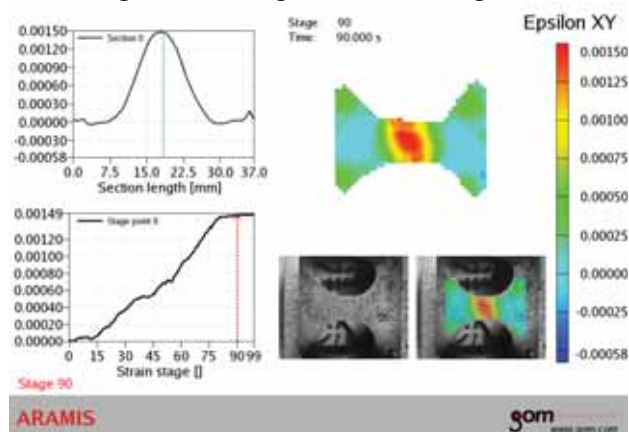 Stage: 90
Time: 90.000 s
Epsilon XY
0.00150
0.00120
0.00090
0.00060
0.00030
0.00000
-0.00030
-0.00058
Section 0
0.0 7.5 15.0 22.5 30.0 37.0
Section length [mm]
0.00149
0.00120
0.00100
0.00080
0.00060
0.00040
0.00020
0.00000
Stage point 0
0 15 30 45 60 75 90 99
Strain stage []
0.00150
0.00125
0.00100
0.00075
0.00050
0.00025
0.00000
-0.00025
-0.00058
Stage 90
ARAMIS
gom
www.gom.com